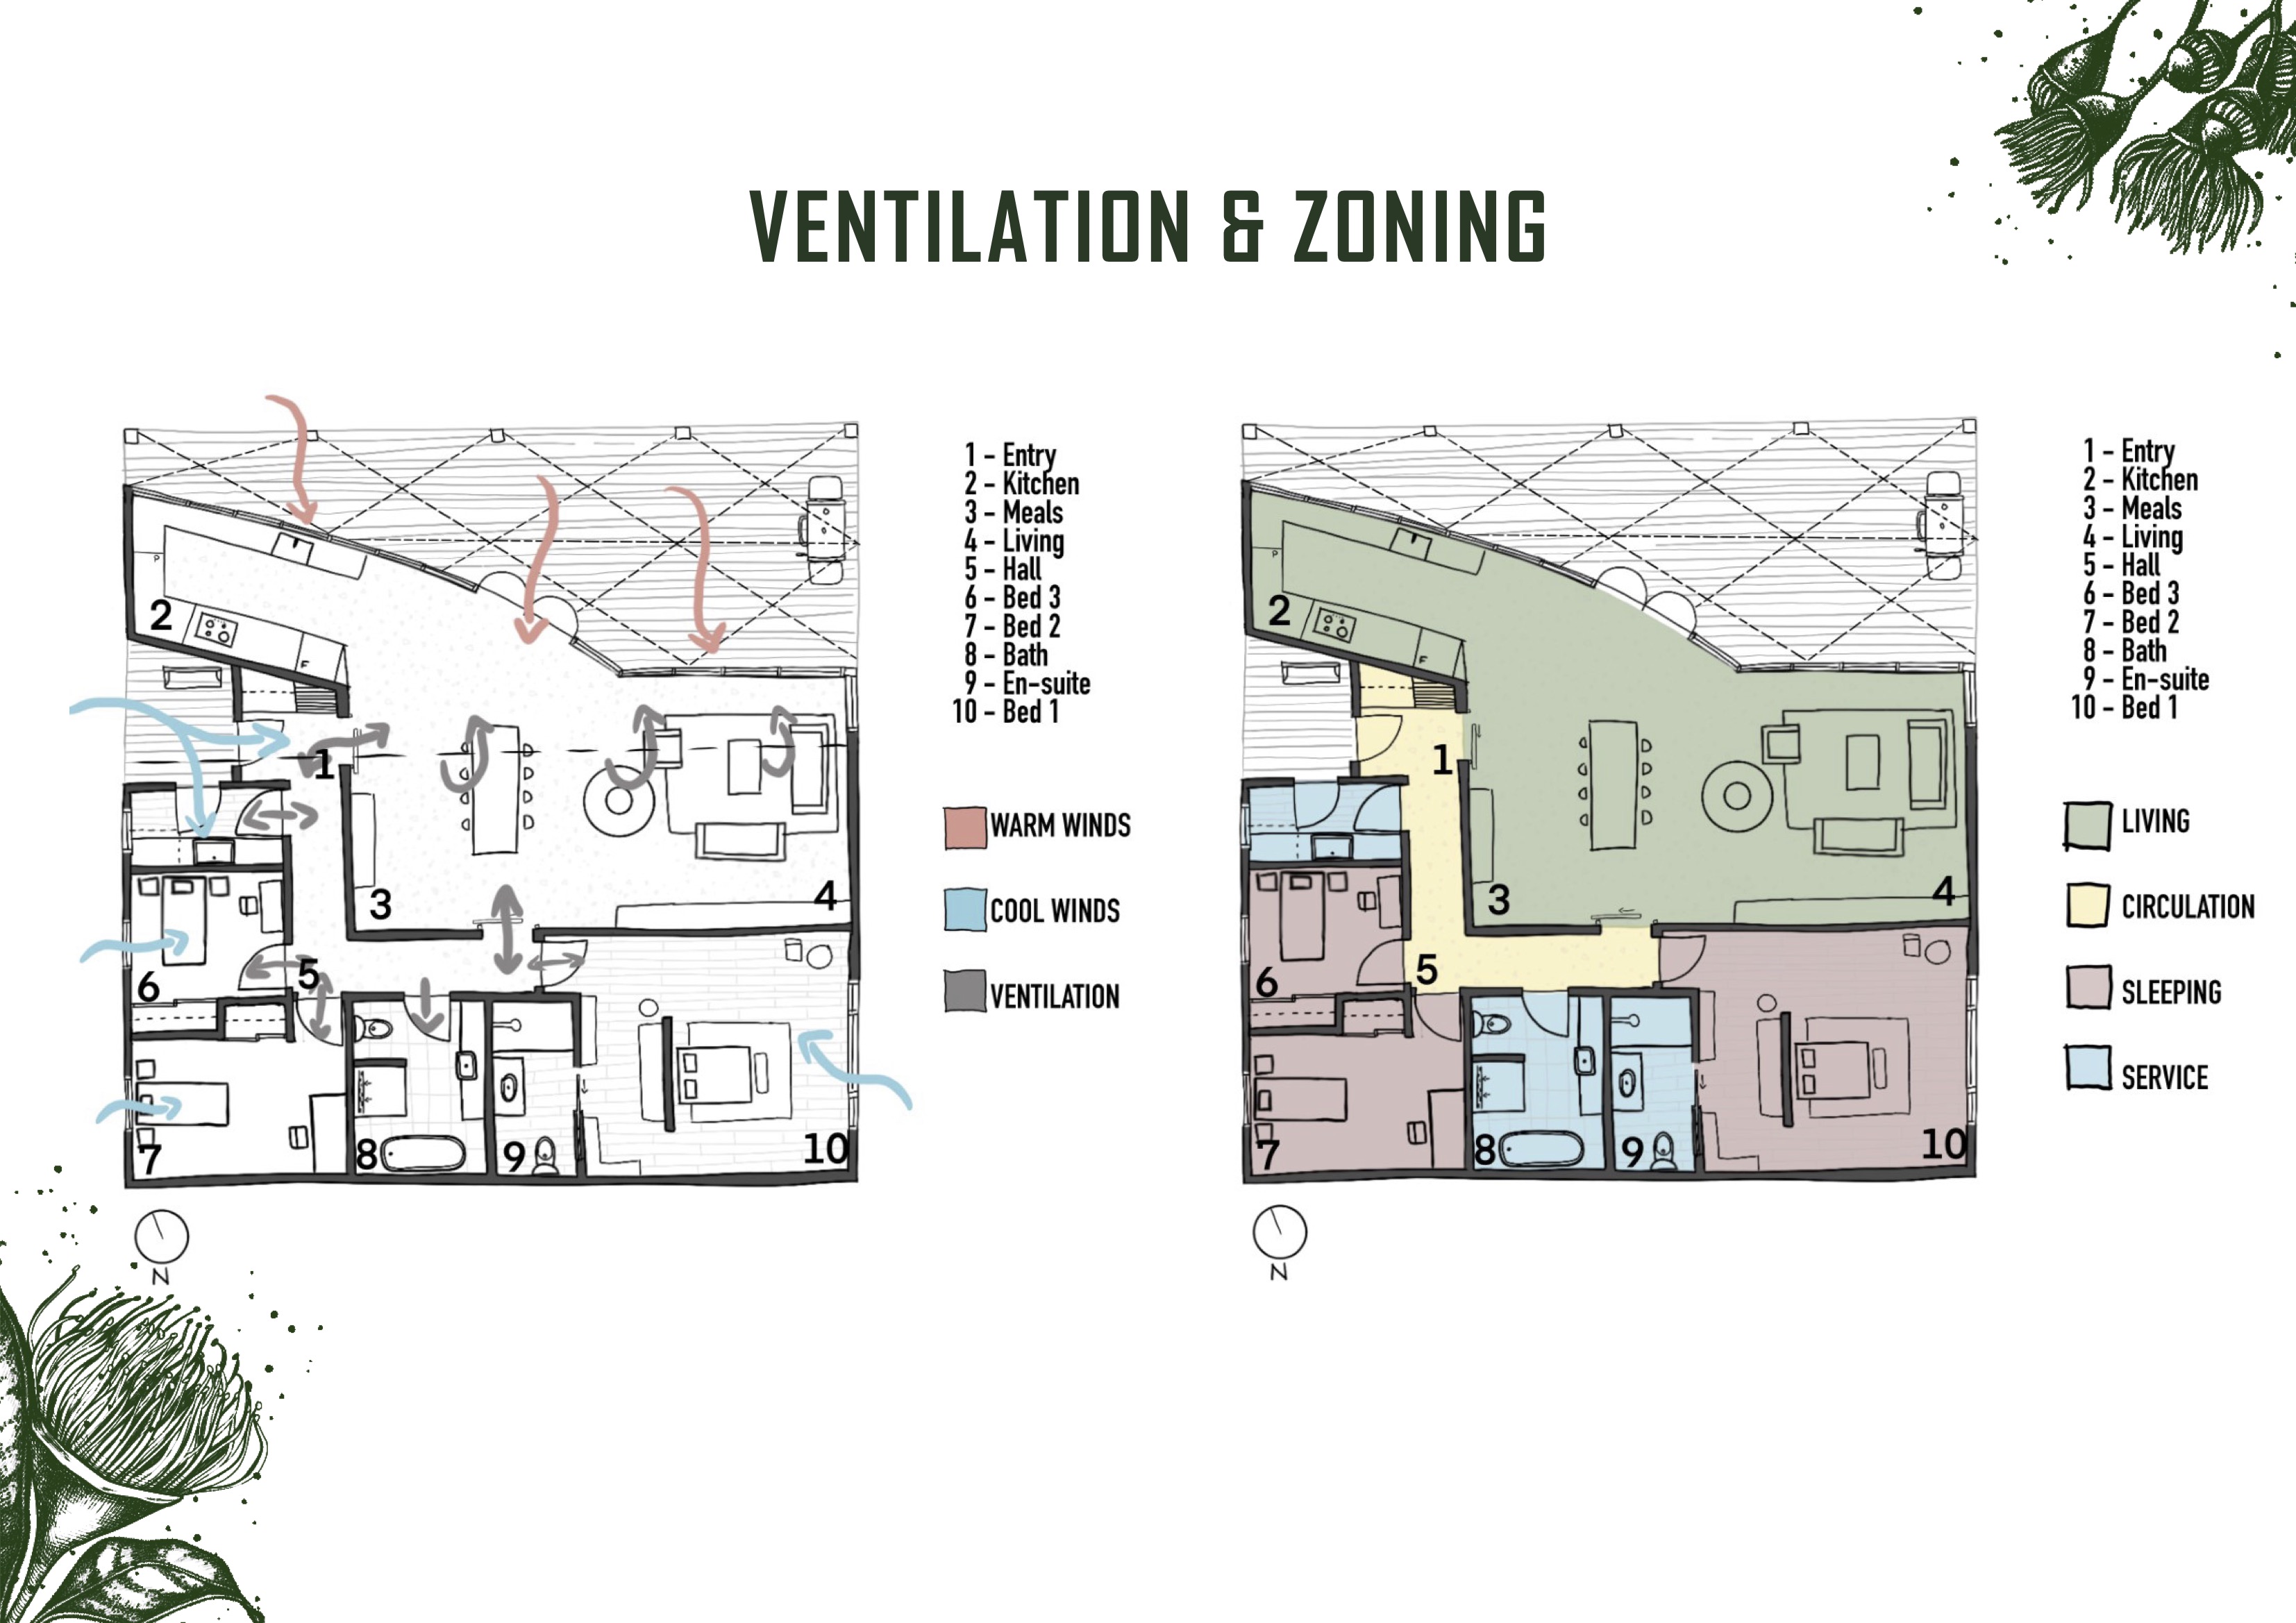 VENTILATION & ZONING
1 - Entry
2 - Kitchen
3 - Meals
4 - Living
5 - Hall
6 - Bed 3
7 - Bed 2
8 - Bath
9 - En-suite
10 - Bed 1
WARM WINDS
COOL WINDS
VENTILATION
P
2
F
1
3
4
6
5
7
8
9
10
N
1 - Entry
2 - Kitchen
3 - Meals
4 - Living
5 - Hall
6 - Bed 3
7 - Bed 2
8 - Bath
9 - En-suite
10 - Bed 1
LIVING
CIRCULATION
SLEEPING
SERVICE
P
2
F
1
3
4
6
5
7
8
9
10
N